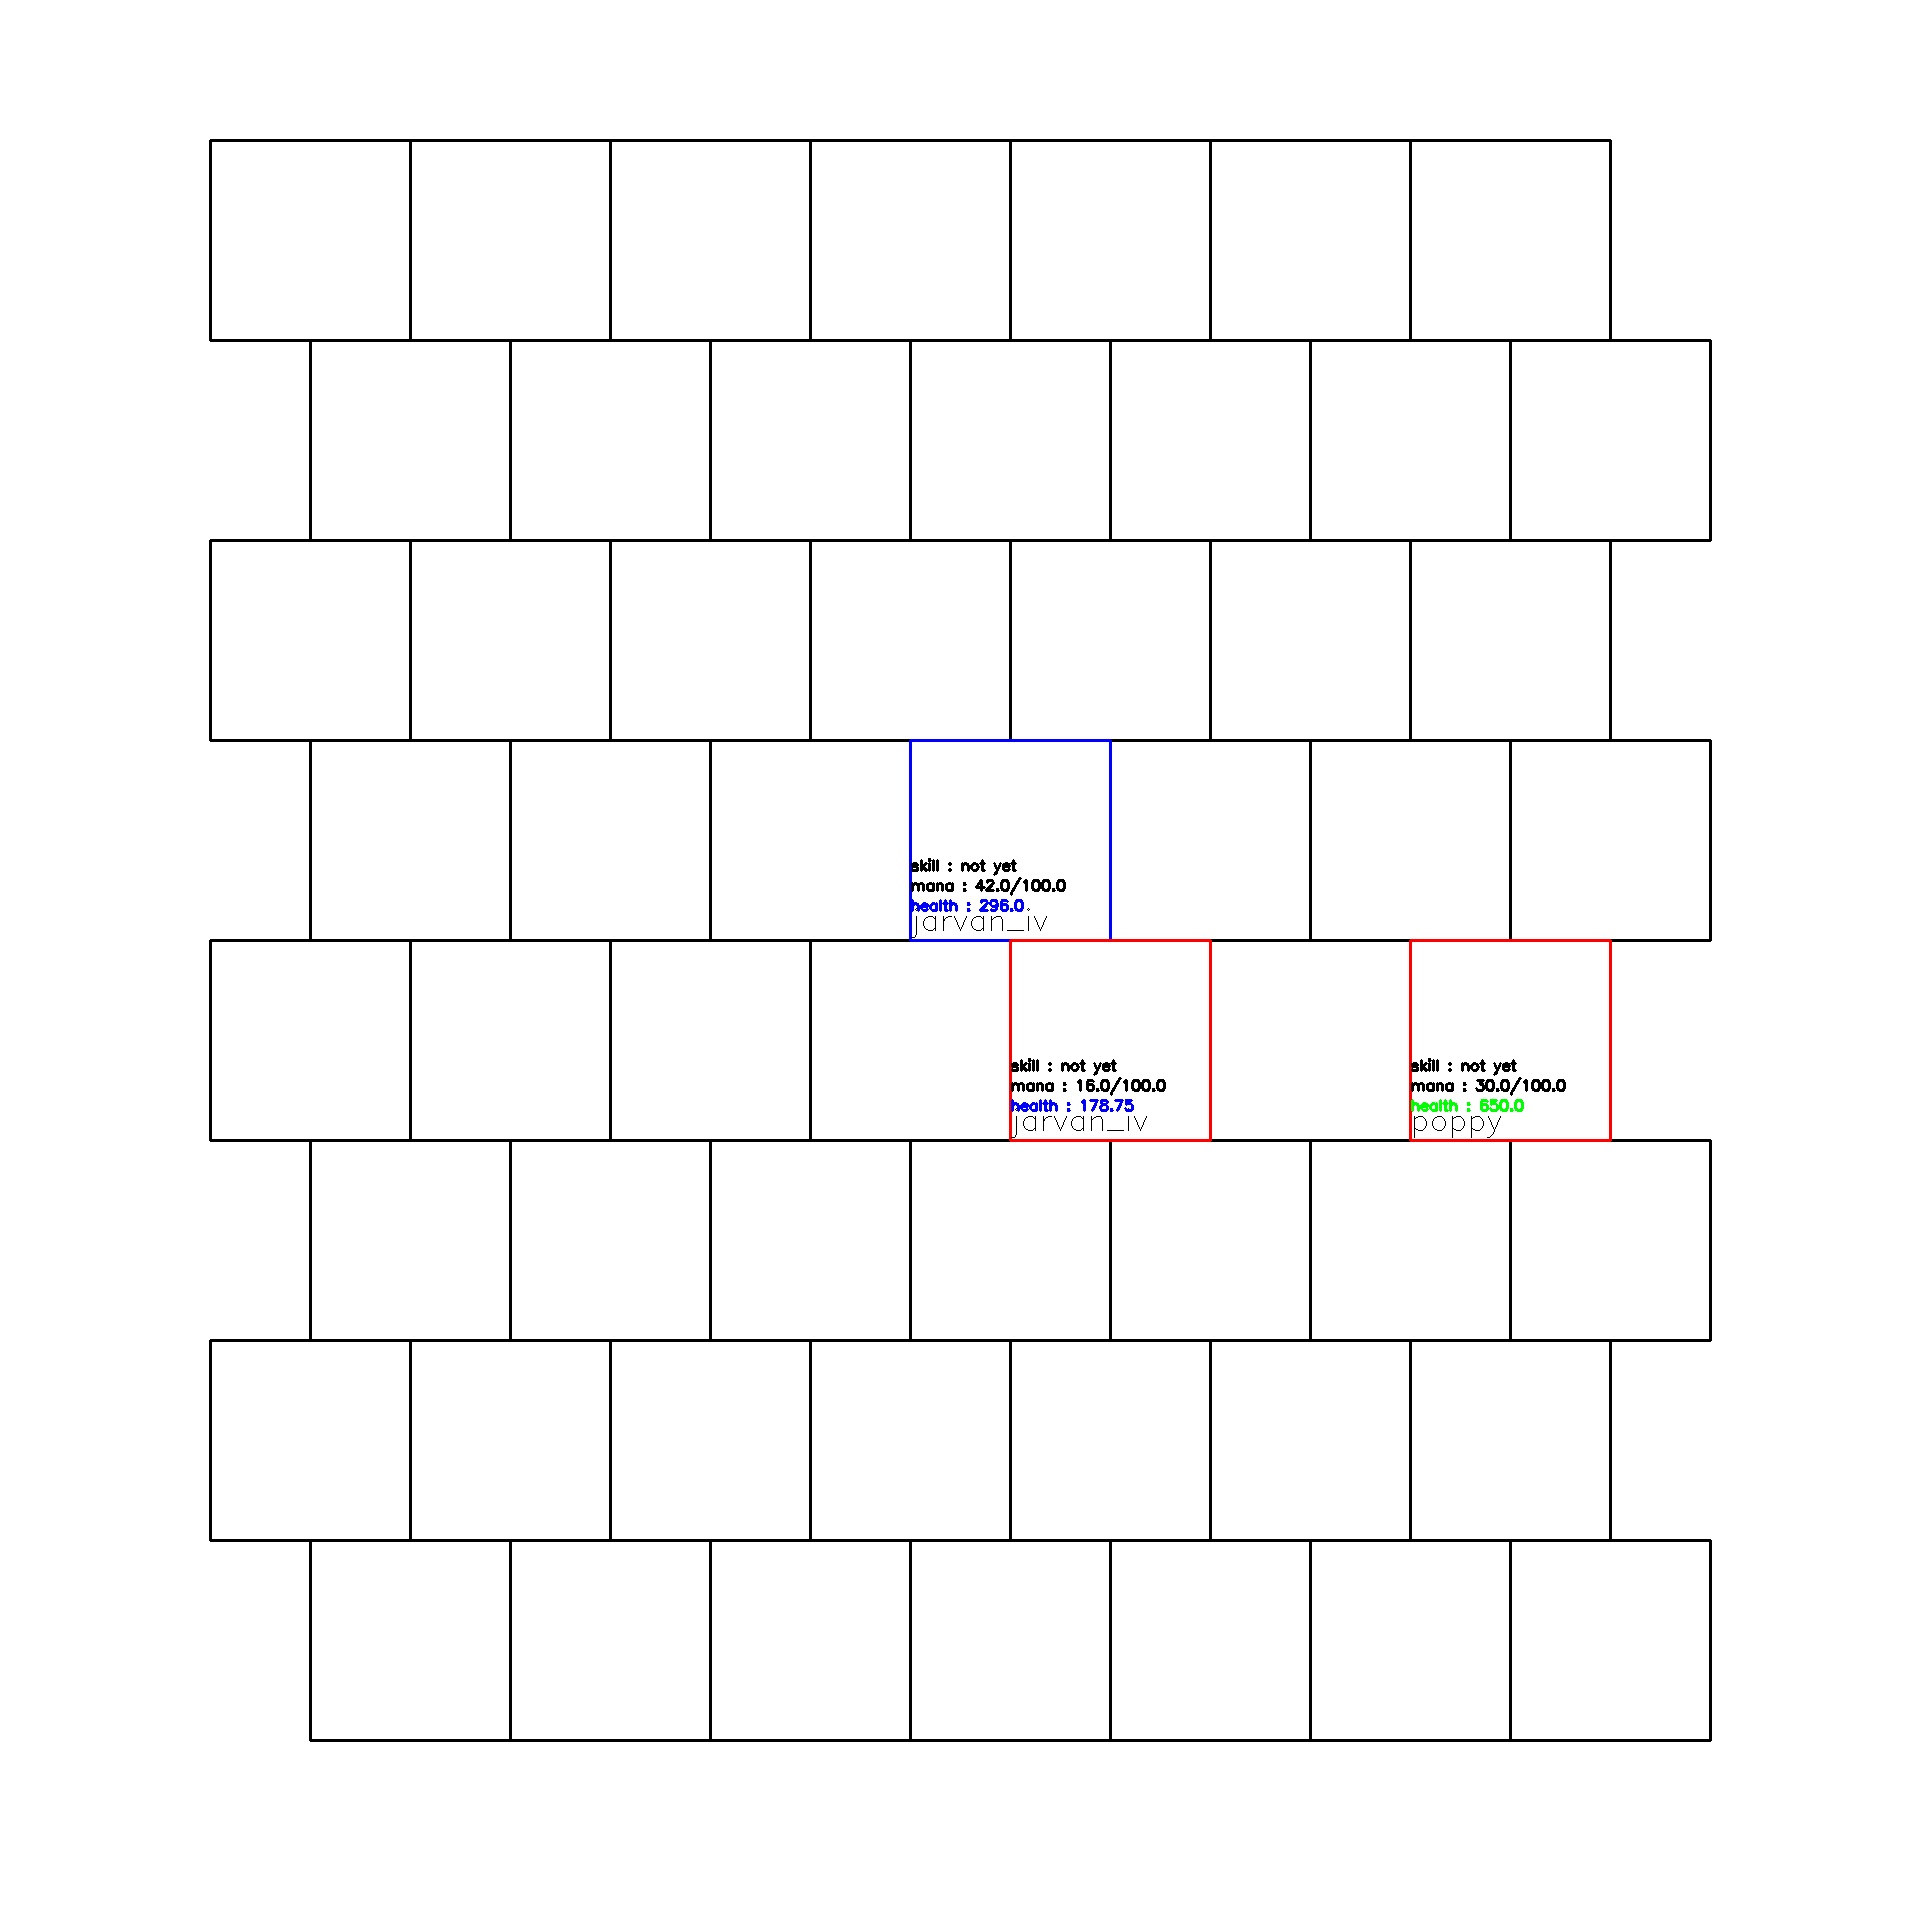 skill : not yet
mana : 42.0/100.0
health : 296.0
jarvan_iv
skill : not yet
mana : 16.0/100.0
health : 178.75
jarvan_iv
skill : not yet
mana : 30.0/100.0
health : 650.0
poppy